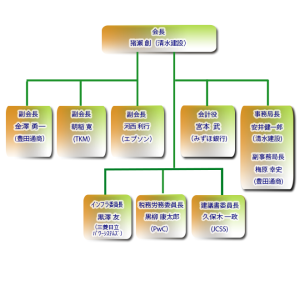 会長
猪瀬 創 (清水建設)
副会長
金澤 勇一
(豊田通商)
副会長
朝稲 寛
(TKM)
副会長
河西 利行
(エプソン)
会計役
宮本 武
(みずほ銀行)
事務局長
安井 健一郎
(清水建設)
副事務局長
梅原 幸史
(豊田通商)
インフラ委員長
黒澤 友
(三菱日立
パワーシステムズ)
税務労務委員長
黒柳 康太郎
(PwC)
建議書委員長
久保木 一政
(JCSS)